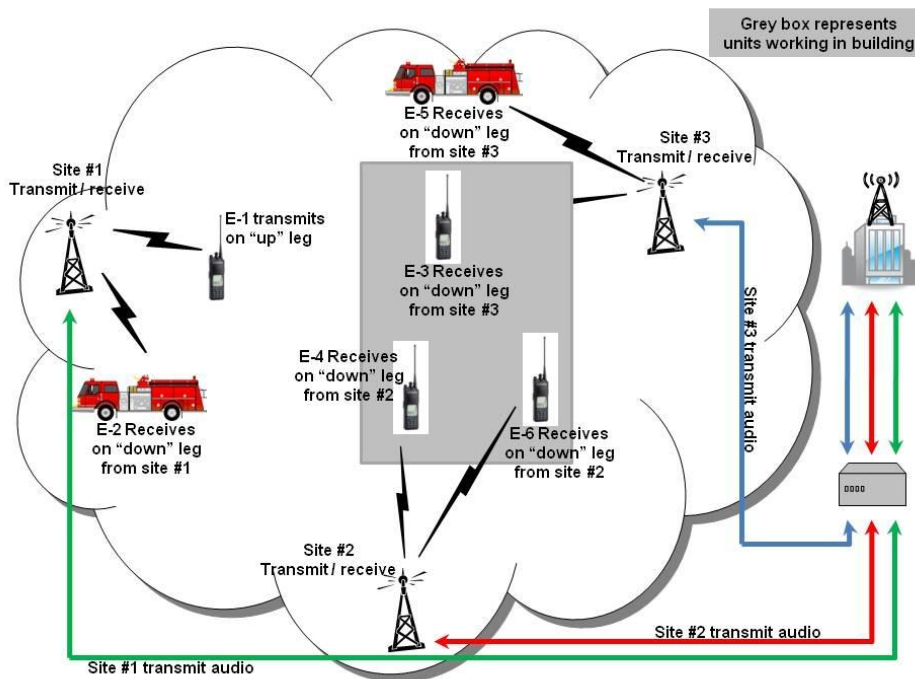 Grey box represents
units working in building
E-5 Receives
on “down” leg
from site #3
Site #3
Transmit / receive
Site #1
Transmit / receive
E-1 transmits
on “up” leg
E-3 Receives
on “down” leg
from site #3
E-4 Receives
on “down” leg
from site #2
E-6 Receives
on “down” leg
from site #2
E-2 Receives
on “down” leg
from site #1
Site #3 transmit audio
Site #2
Transmit / receive
Site #2 transmit audio
Site #1 transmit audio